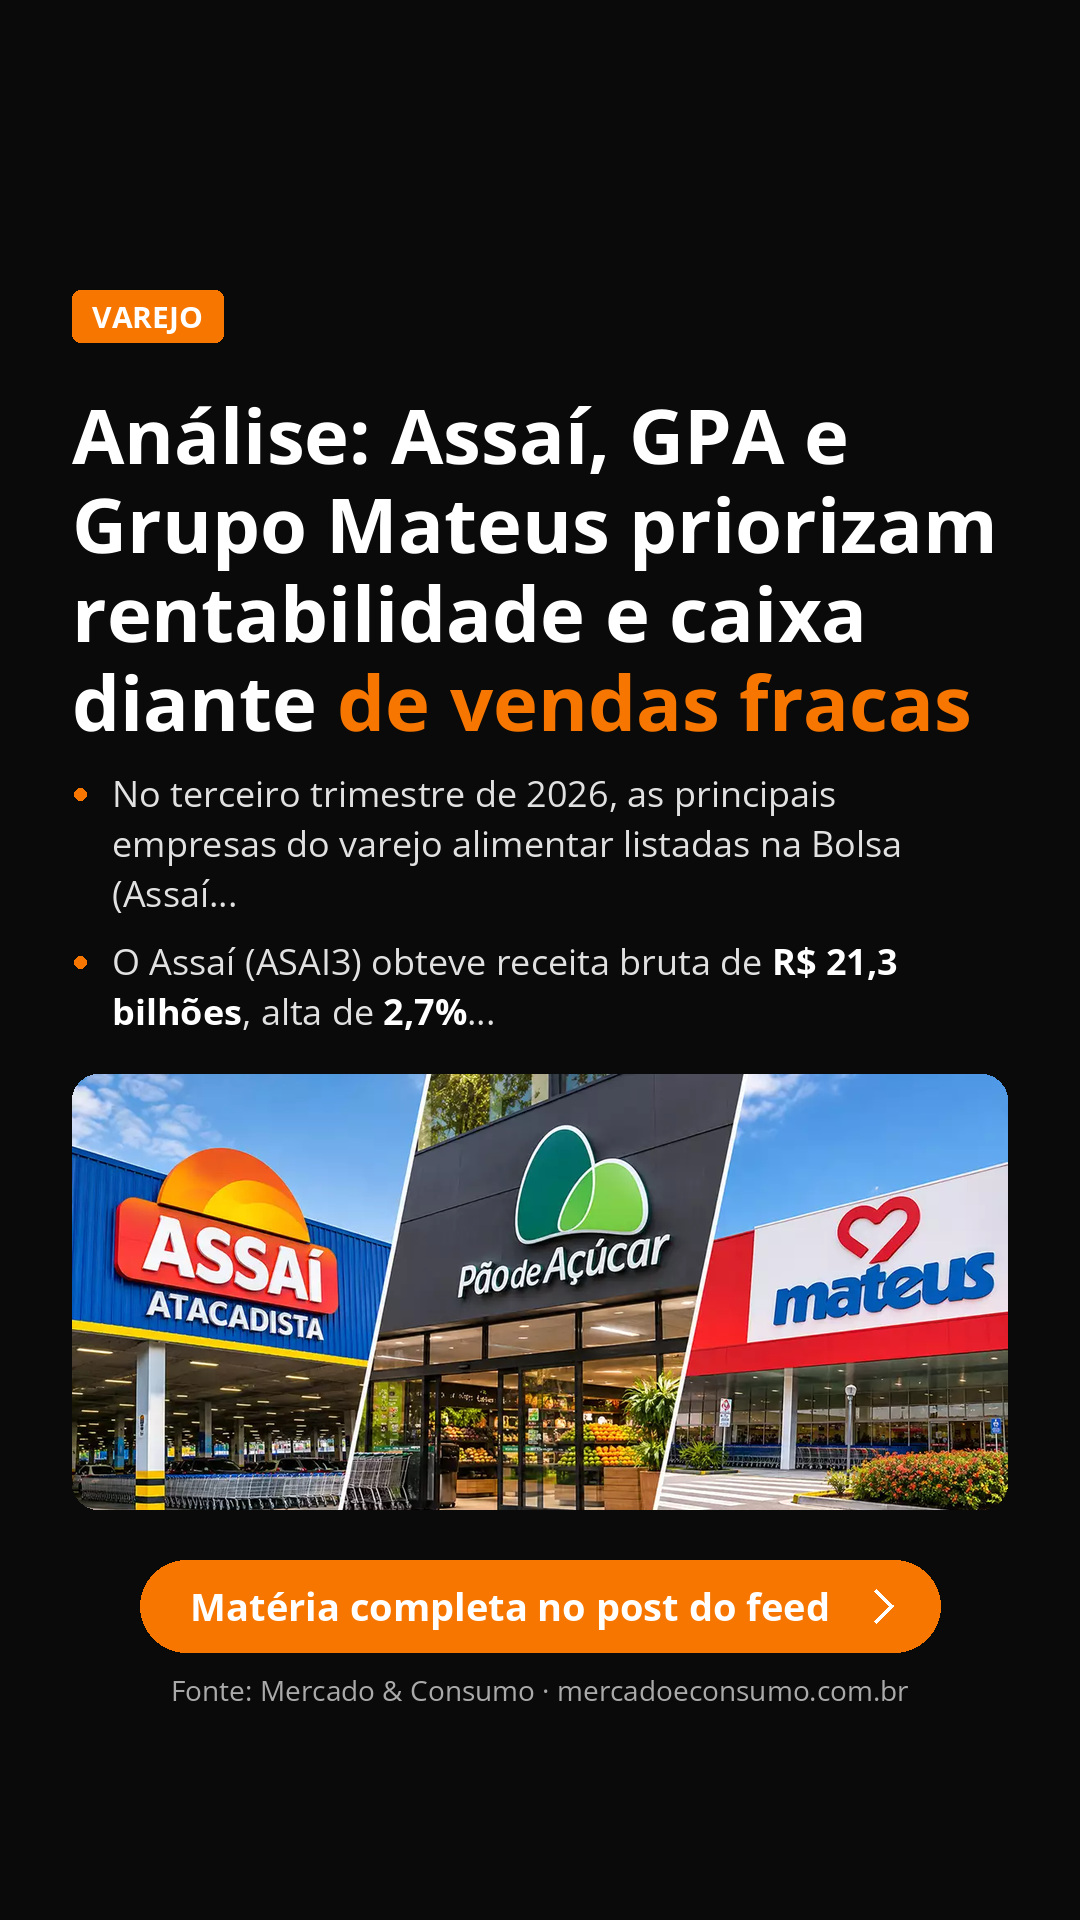 VAREJO
Análise: Assaí, GPA e
Grupo Mateus priorizam
rentabilidade e caixa
diante de vendas fracas
No terceiro trimestre de 2026, as principais
empresas do varejo alimentar listadas na Bolsa
(Assaí...
O Assaí (ASAI3) obteve receita bruta de R$ 21,3
bilhões, alta de 2,7%...
ASSAÍ
ATACADISTA
Pão de Açúcar
mateus
Matéria completa no post do feed
Fonte: Mercado & Consumo · mercadoeconsumo.com.br